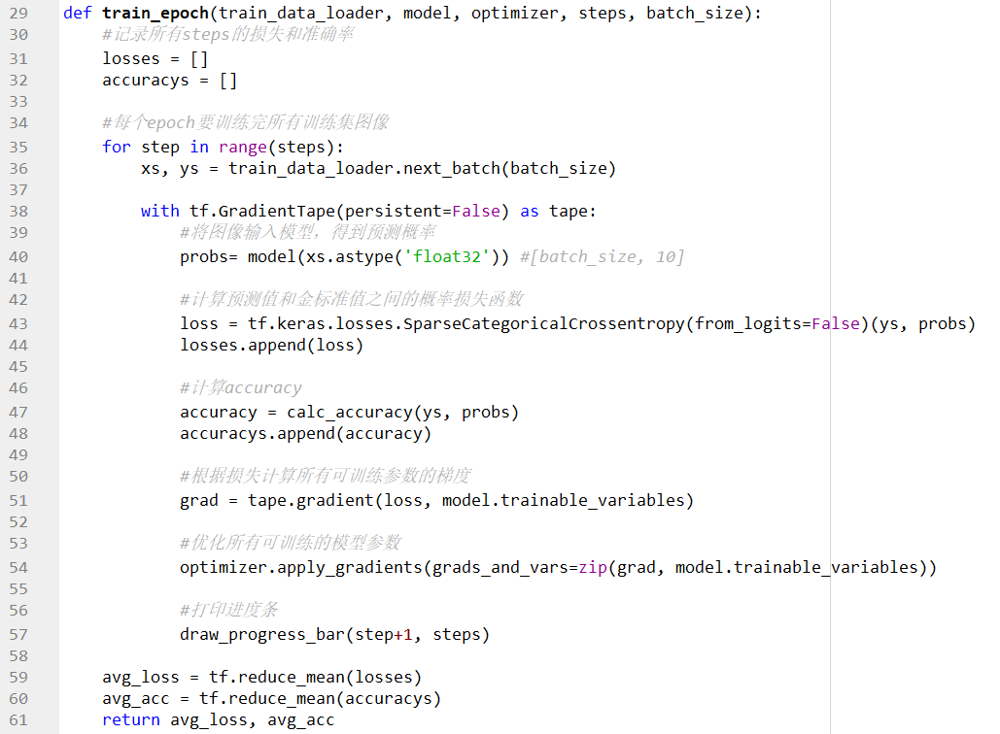 29 def train_epoch(train_data_loader, model, optimizer, steps, batch_size):
30     #记录所有steps的损失和准确率
31     losses = []
32     accuracys = []
33
34     #每个epoch要训练完所有训练集图像
35     for step in range(steps):
36         xs, ys = train_data_loader.next_batch(batch_size)
37
38         with tf.GradientTape(persistent=False) as tape:
39             #将图像输入模型，得到预测概率
40             probs= model(xs.astype('float32')) #[batch_size, 10]
41
42             #计算预测值和金标准值之间的概率损失函数
43             loss = tf.keras.losses.SparseCategoricalCrossentropy(from_logits=False)(ys, probs)
44             losses.append(loss)
45
46             #计算accuracy
47             accuracy = calc_accuracy(ys, probs)
48             accuracys.append(accuracy)
49
50             #根据损失计算所有可训练参数的梯度
51             grad = tape.gradient(loss, model.trainable_variables)
52
53             #优化所有可训练的模型参数
54             optimizer.apply_gradients(grads_and_vars=zip(grad, model.trainable_variables))
55
56             #打印进度条
57             draw_progress_bar(step+1, steps)
58
59     avg_loss = tf.reduce_mean(losses)
60     avg_acc = tf.reduce_mean(accuracys)
61     return avg_loss, avg_acc